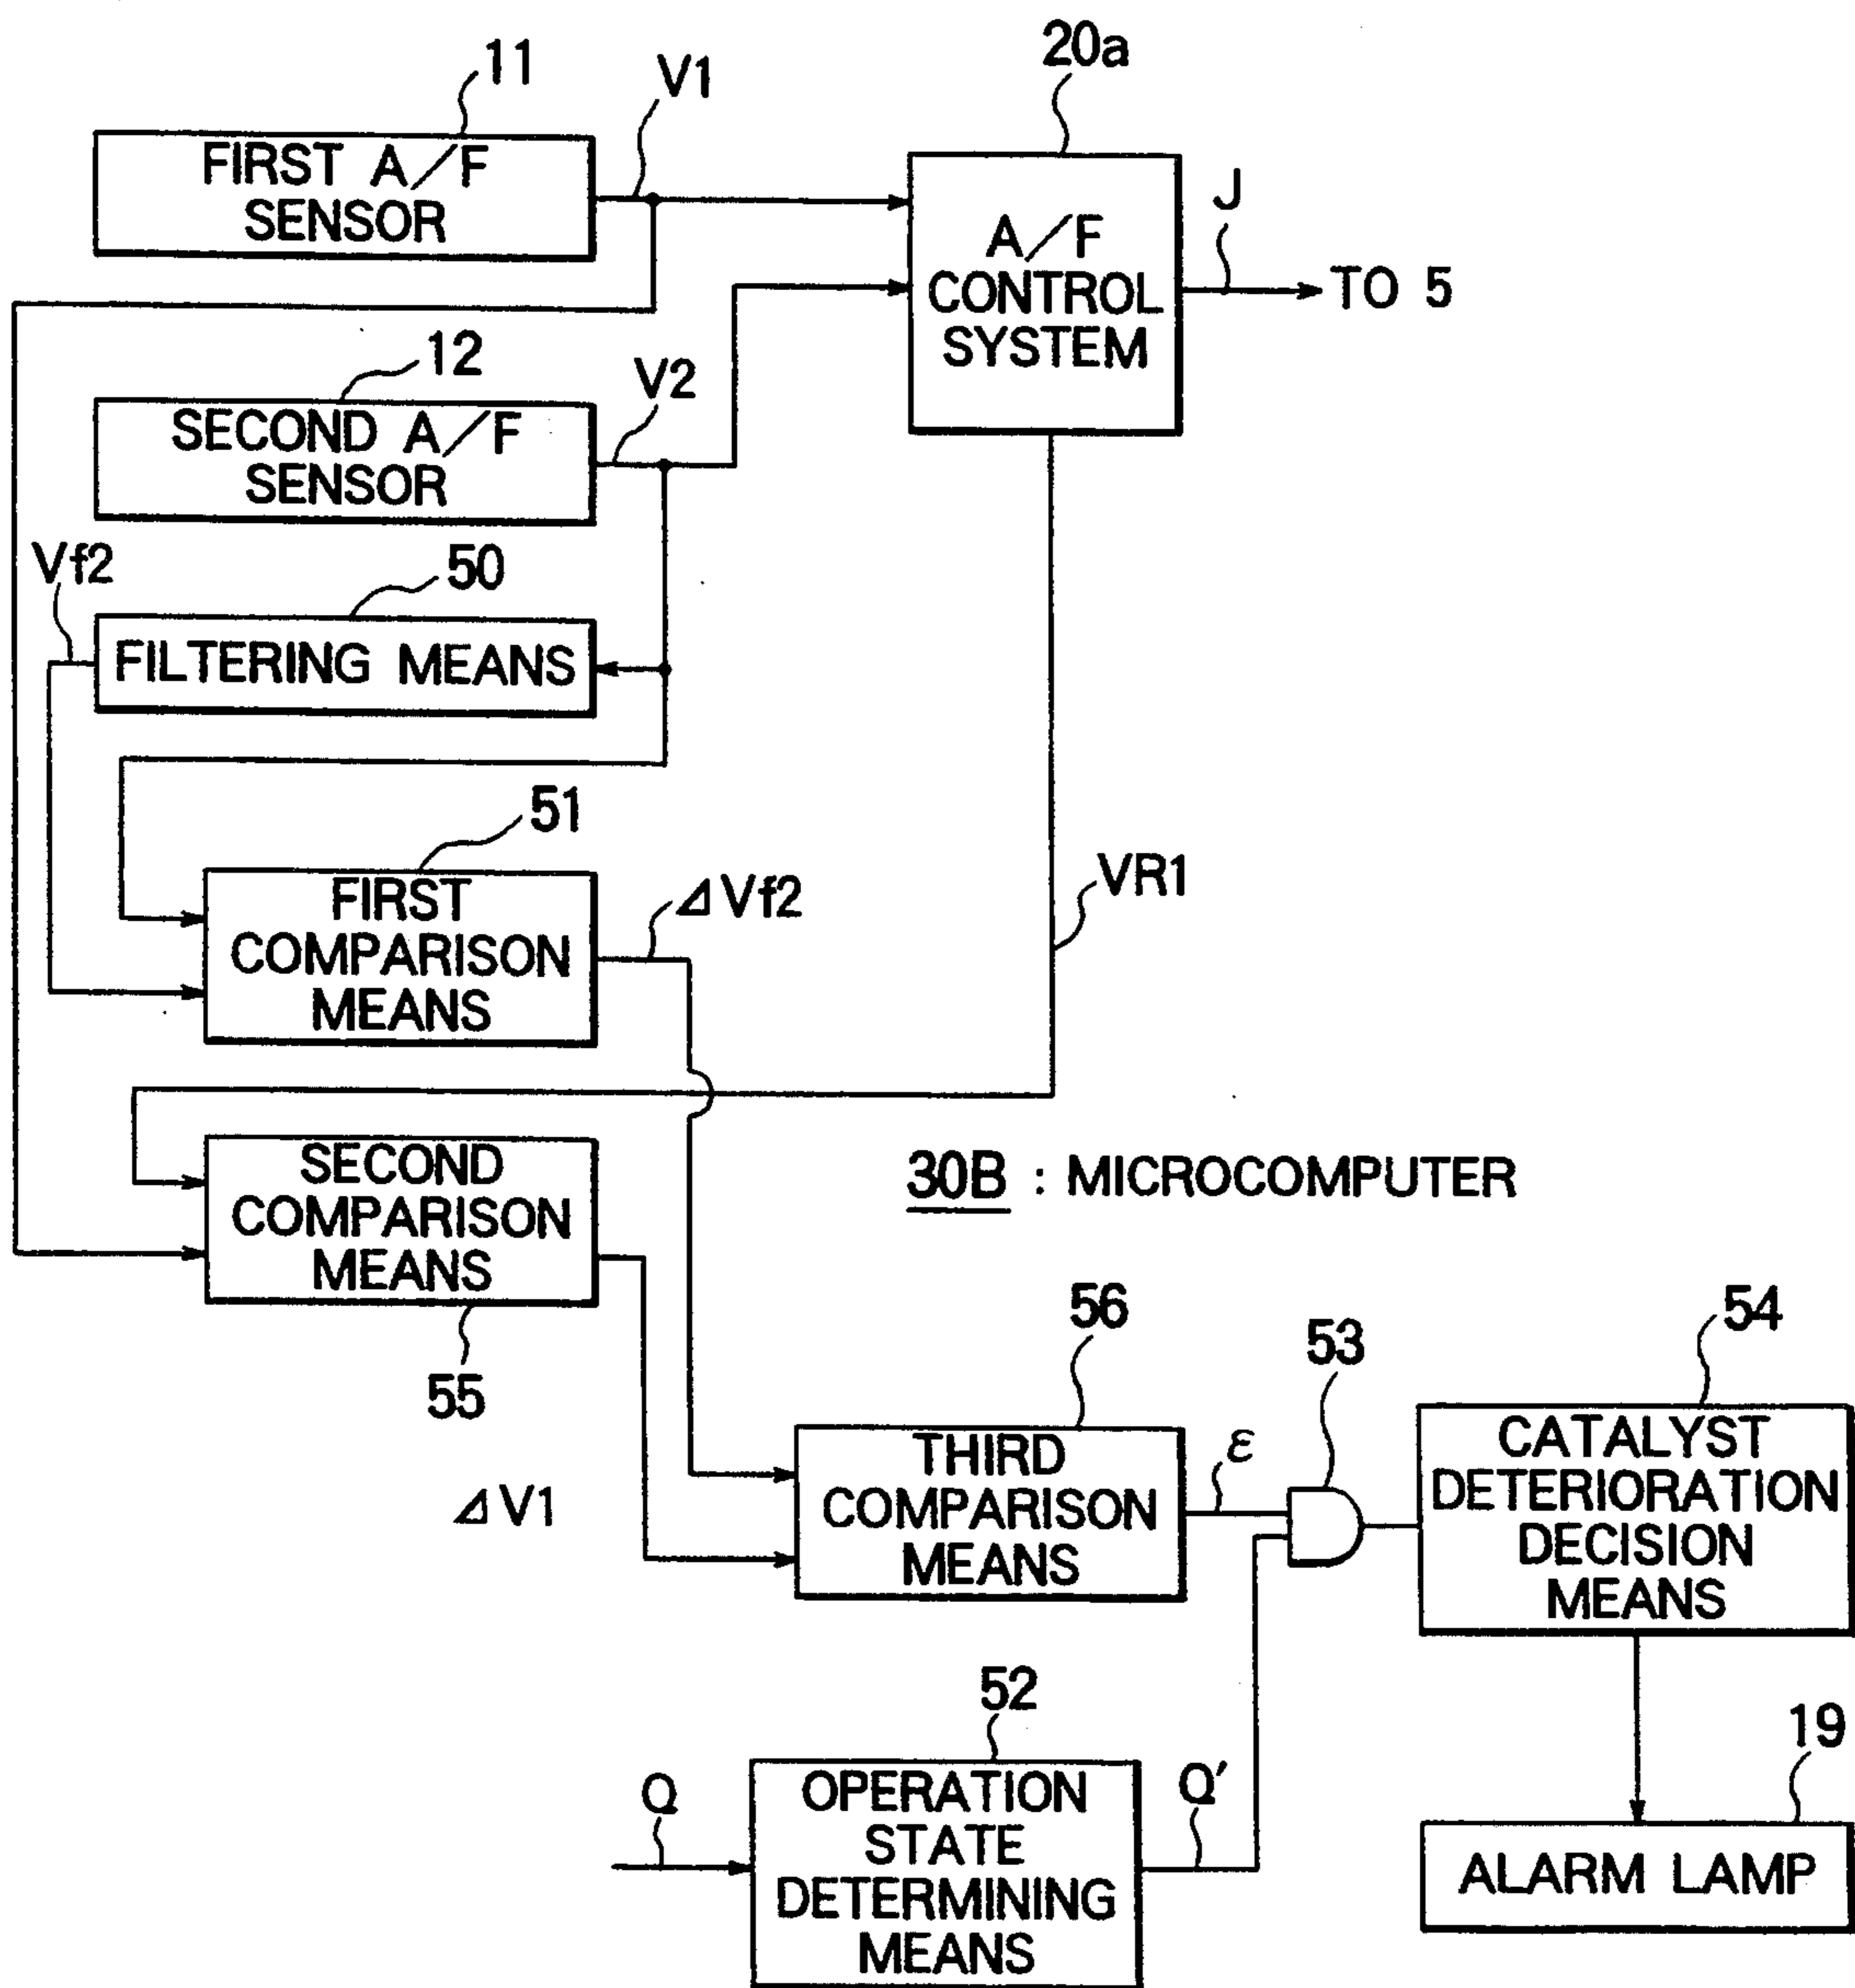 20a
11
V1
FIRST A/F
SENSOR
A/F
CONTROL
SYSTEM
J
TO 5
12
V2
SECOND A/F
SENSOR
Vf2
50
FILTERING MEANS
51
FIRST
COMPARISON
MEANS
⊿Vf2
VR1
SECOND
COMPARISON
MEANS
55
30B : MICROCOMPUTER
⊿V1
56
THIRD
COMPARISON
MEANS
ε
53
54
CATALYST
DETERIORATION
DECISION
MEANS
52
Q
OPERATION
STATE
DETERMINING
MEANS
Q'
19
ALARM LAMP